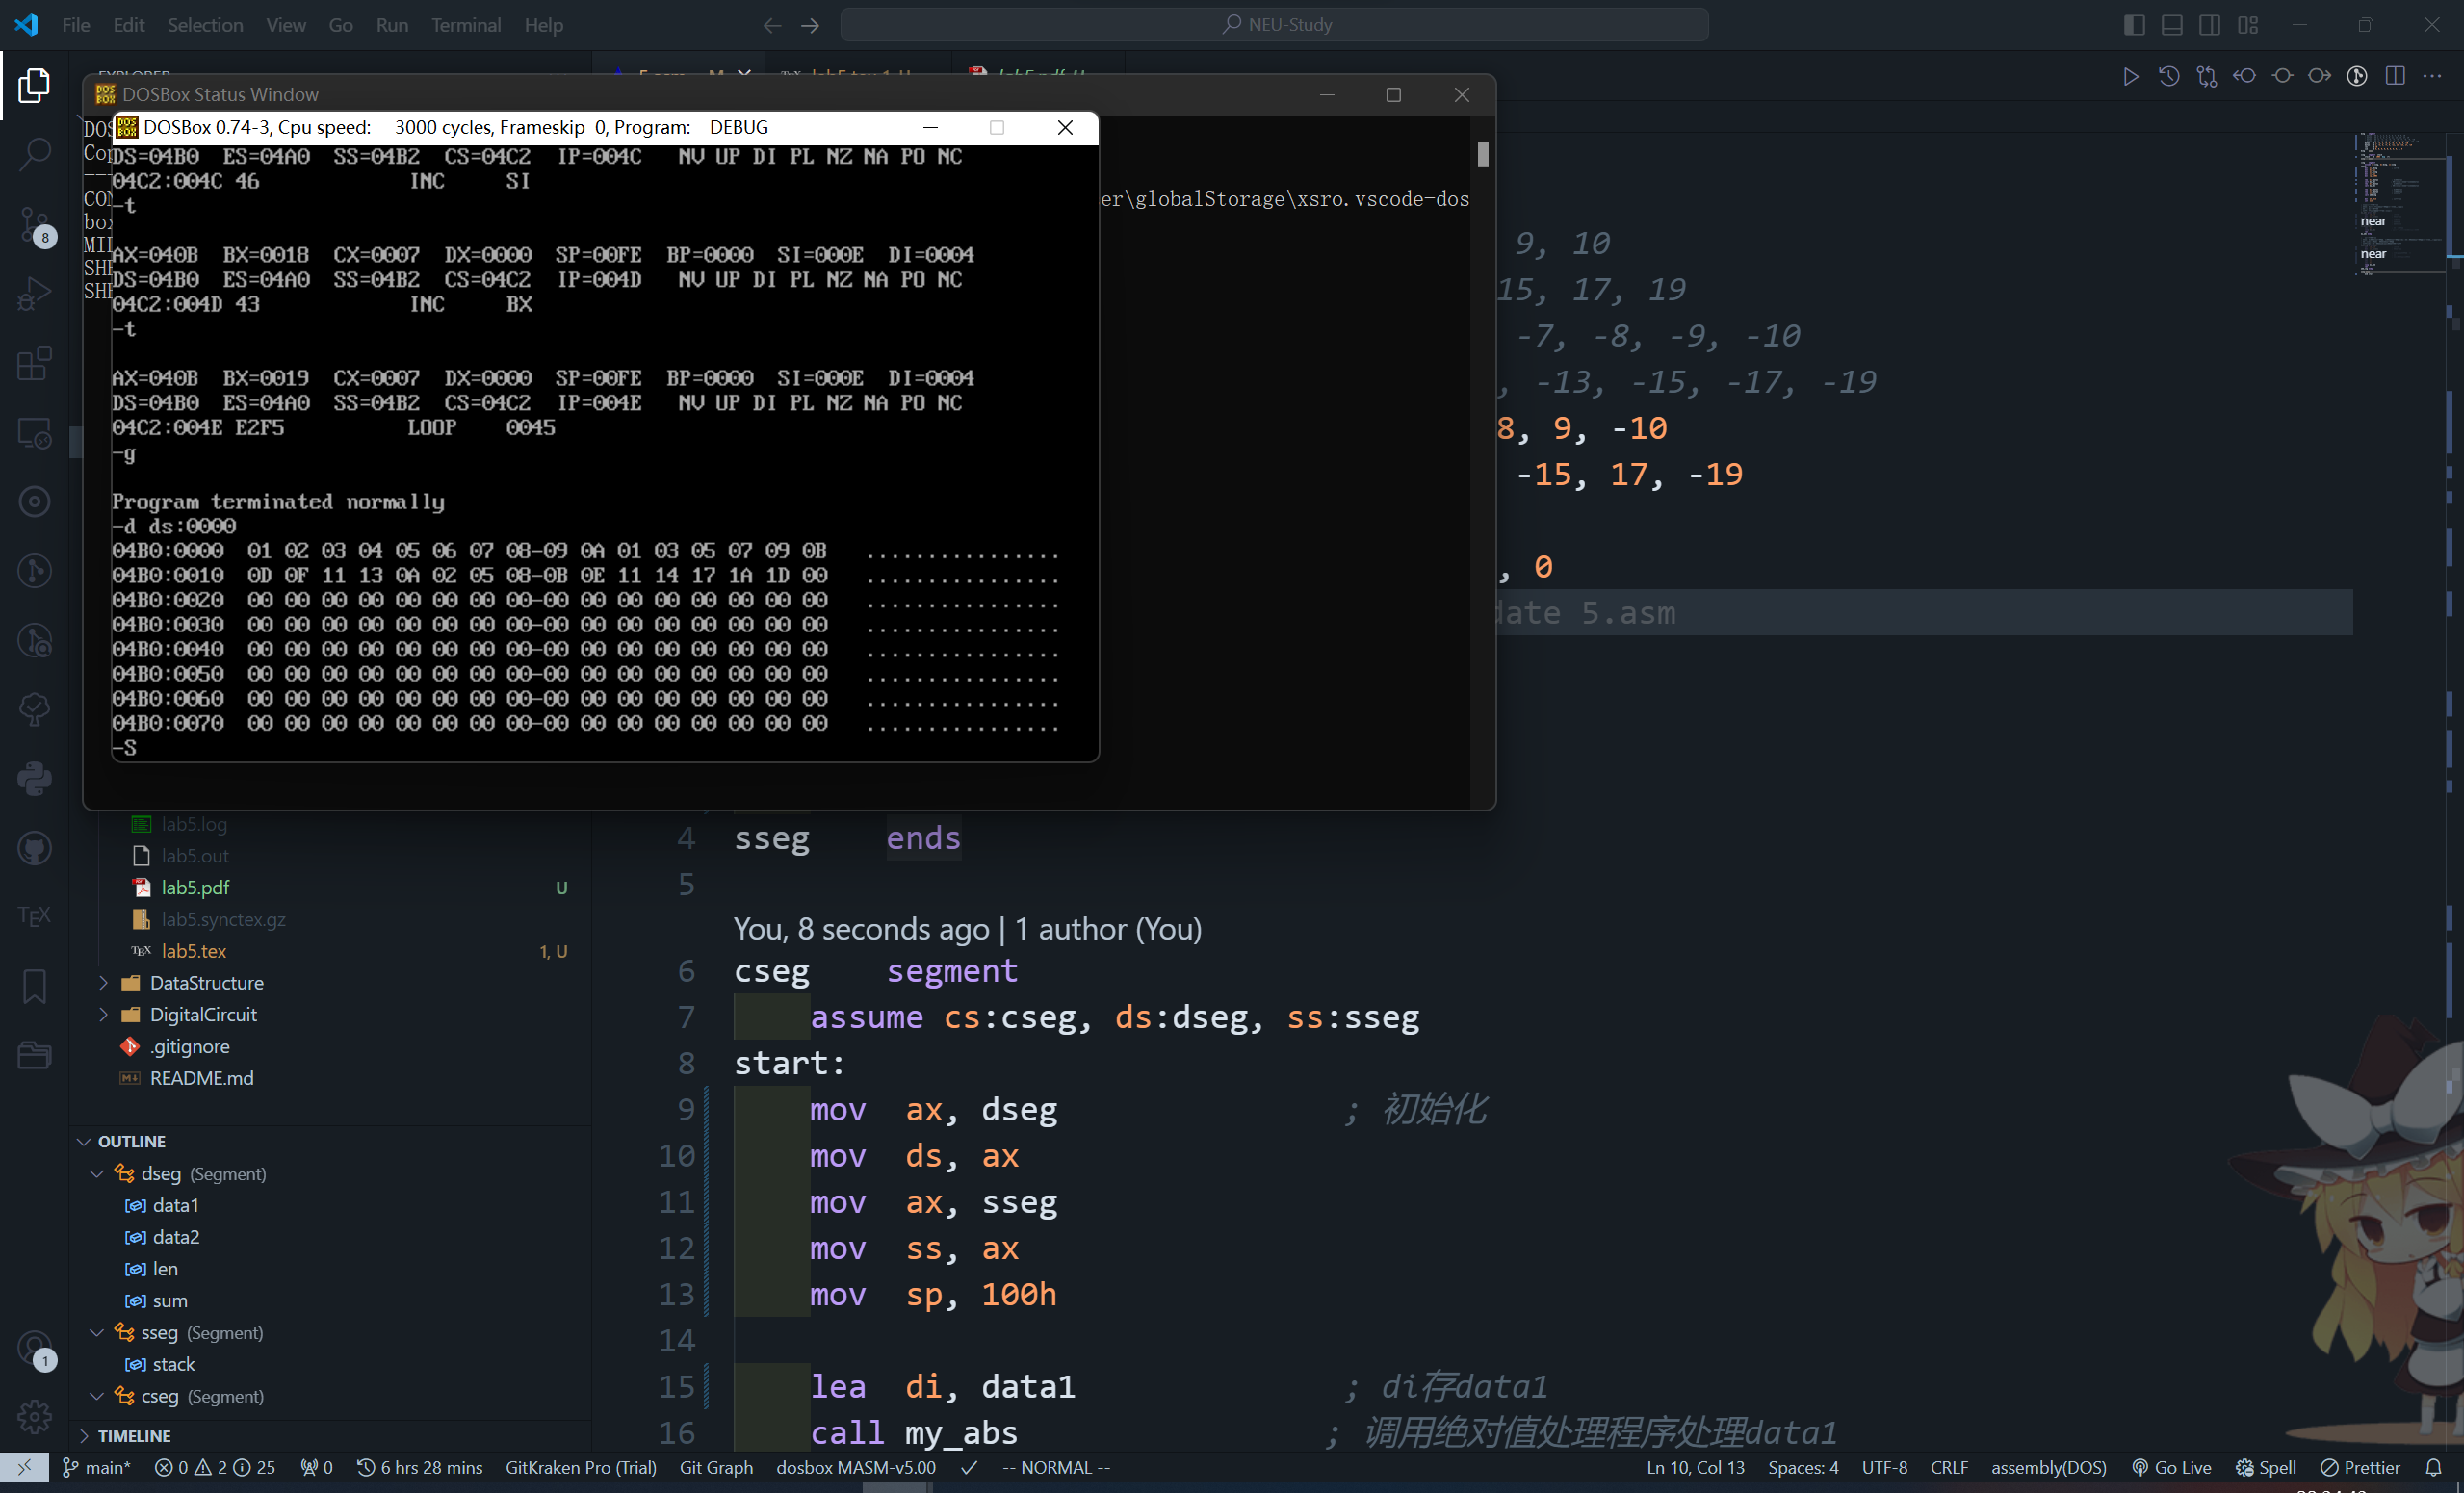 File Edit Selection View Go Run Terminal Help
NEU-Study
DOSBox Status Window
DOSBox 0.74-3, Cpu speed: 3000 cycles, Frameskip 0, Program: DEBUG
DS=04B0 ES=04A0 SS=04B2 CS=04C2 IP=004C NV UP DI PL NZ NA PO NC
04C2:004C 46 INC SI
-t
AX=040B BX=0018 CX=0007 DX=0000 SP=00FE BP=0000 SI=000E DI=0004
DS=04B0 ES=04A0 SS=04B2 CS=04C2 IP=004D NV UP DI PL NZ NA PO NC
04C2:004D 43 INC BX
-t
AX=040B BX=0019 CX=0007 DX=0000 SP=00FE BP=0000 SI=000E DI=0004
DS=04B0 ES=04A0 SS=04B2 CS=04C2 IP=004E NV UP DI PL NZ NA PO NC
04C2:004E E2F5 LOOP 0045
-g
Program terminated normally
-d ds:0000
04B0:0000 01 02 03 04 05 06 07 08-09 0A 01 03 05 07 09 0B ................
04B0:0010 0D 0F 11 13 0A 02 05 08-0B 0E 11 14 17 1A 1D 00 ................
04B0:0020 00 00 00 00 00 00 00 00-00 00 00 00 00 00 00 00 ................
04B0:0030 00 00 00 00 00 00 00 00-00 00 00 00 00 00 00 00 ................
04B0:0040 00 00 00 00 00 00 00 00-00 00 00 00 00 00 00 00 ................
04B0:0050 00 00 00 00 00 00 00 00-00 00 00 00 00 00 00 00 ................
04B0:0060 00 00 00 00 00 00 00 00-00 00 00 00 00 00 00 00 ................
04B0:0070 00 00 00 00 00 00 00 00-00 00 00 00 00 00 00 00 ................
-S
er\globalStorage\xsro.vscode-dos
9, 10
15, 17, 19
-7, -8, -9, -10
, -13, -15, -17, -19
8, 9, -10
-15, 17, -19
, 0
date 5.asm
near
near
8
lab5.log
lab5.out
lab5.pdf U
lab5.synctex.gz
lab5.tex 1, U
DataStructure
DigitalCircuit
.gitignore
README.md
OUTLINE
dseg (Segment)
data1
data2
len
sum
sseg (Segment)
stack
cseg (Segment)
TIMELINE
TEX
1
4 sseg ends
5
You, 8 seconds ago | 1 author (You)
6 cseg segment
7 assume cs:cseg, ds:dseg, ss:sseg
8 start:
9 mov ax, dseg ; 初始化
10 mov ds, ax
11 mov ax, sseg
12 mov ss, ax
13 mov sp, 100h
14
15 lea di, data1 ; di存data1
16 call my_abs ; 调用绝对值处理程序处理data1
main* 0 2 25 0 6 hrs 28 mins GitKraken Pro (Trial) Git Graph dosbox MASM-v5.00 -- NORMAL -- Ln 10, Col 13 Spaces: 4 UTF-8 CRLF assembly(DOS) Go Live Spell Prettier